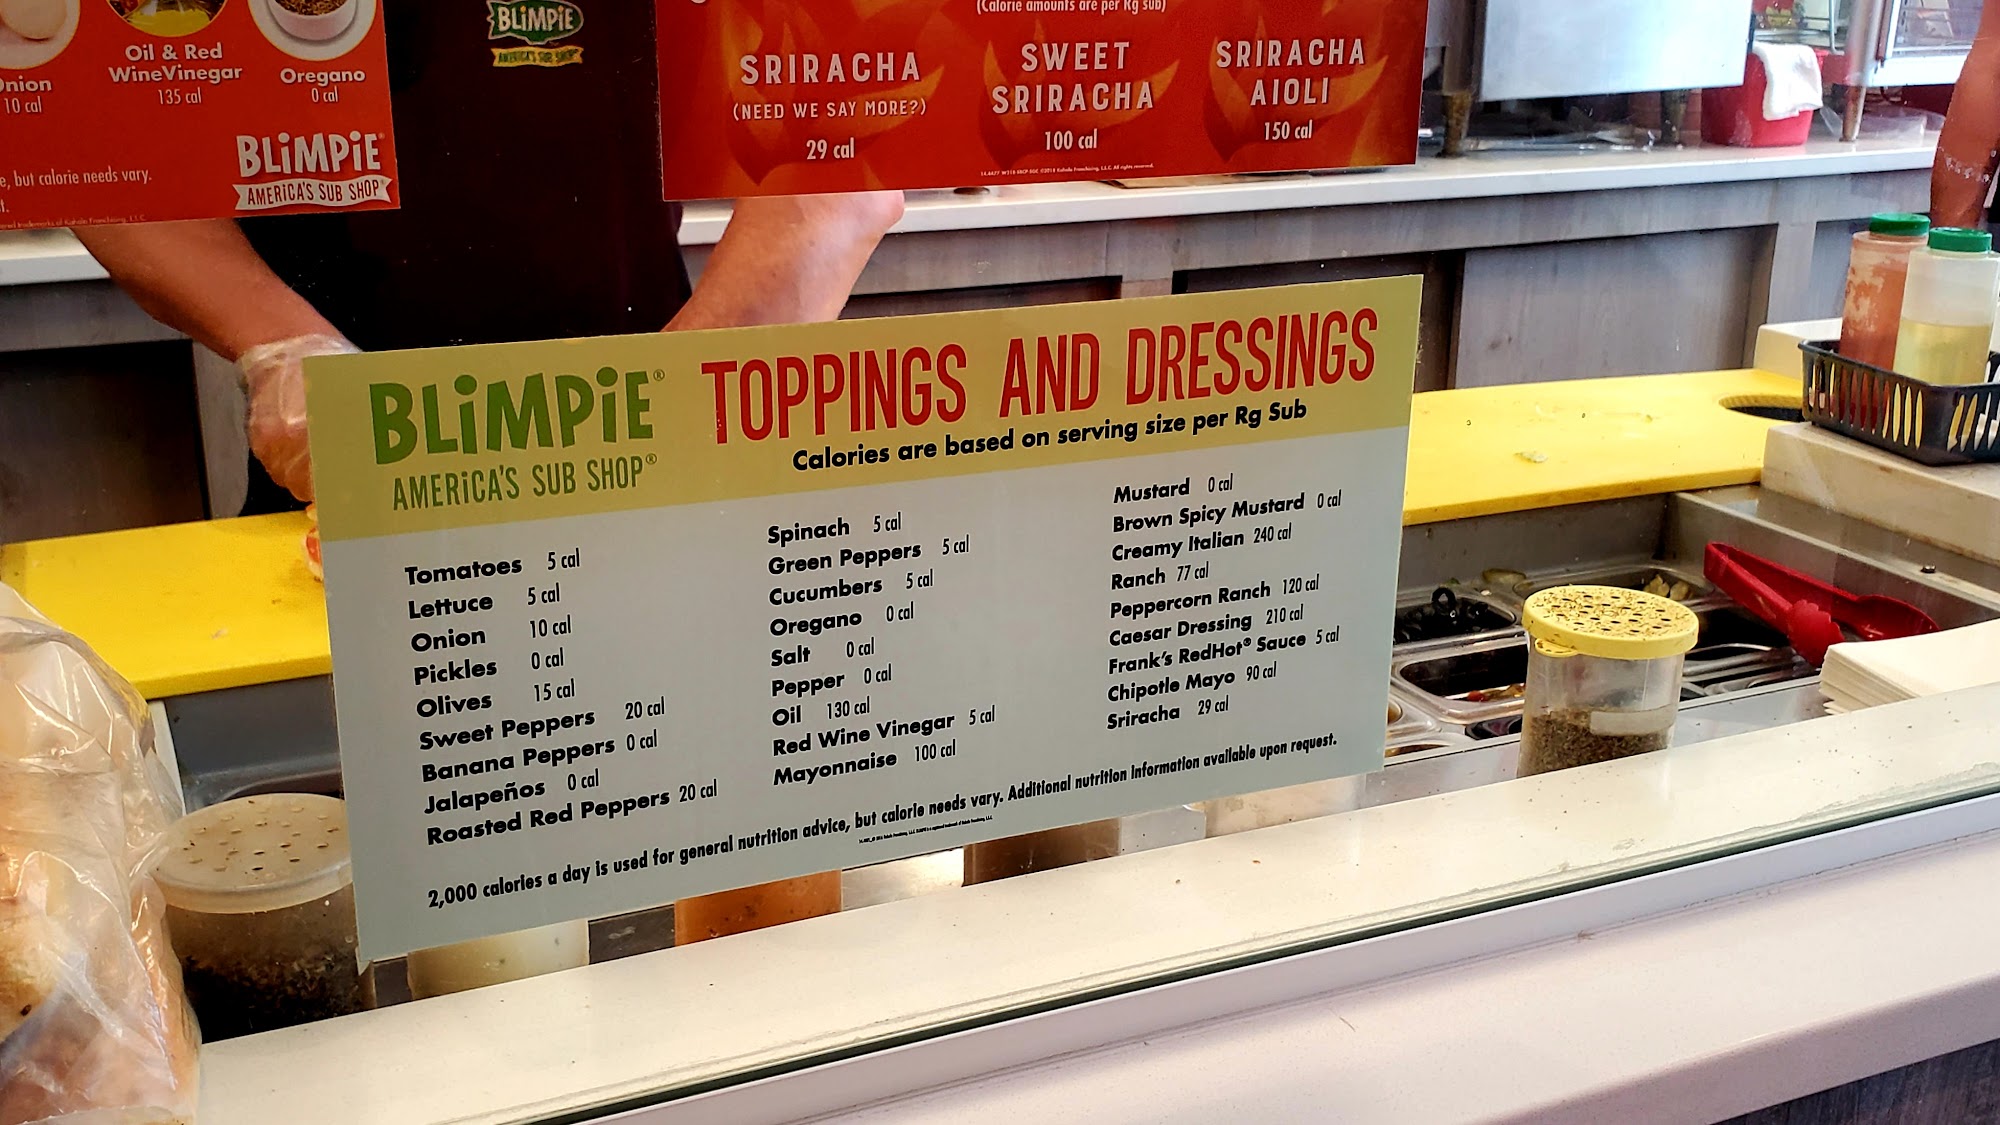 Onion
10 cal
Oil & Red
WineVinegar
135 cal
Oregano
0 cal
BLiMPiE
AMERICA'S SUB SHOP
, but calorie needs vary.
BLiMPiE
AMERICA'S SUB SHOP
(Calorie amounts are per Rg sub)
SRIRACHA
(NEED WE SAY MORE?)
29 cal
SWEET
SRIRACHA
100 cal
SRIRACHA
AIOLI
150 cal
BLiMPiE®
AMERiCA'S SUB SHOP®
TOPPINGS AND DRESSINGS
Calories are based on serving size per Rg Sub
Tomatoes 5 cal
Lettuce 5 cal
Onion 10 cal
Pickles 0 cal
Olives 15 cal
Sweet Peppers 20 cal
Banana Peppers 0 cal
Jalapeños 0 cal
Roasted Red Peppers 20 cal
Spinach 5 cal
Green Peppers 5 cal
Cucumbers 5 cal
Oregano 0 cal
Salt 0 cal
Pepper 0 cal
Oil 130 cal
Red Wine Vinegar 5 cal
Mayonnaise 100 cal
Mustard 0 cal
Brown Spicy Mustard 0 cal
Creamy Italian 240 cal
Ranch 77 cal
Peppercorn Ranch 120 cal
Caesar Dressing 210 cal
Frank's RedHot® Sauce 5 cal
Chipotle Mayo 90 cal
Sriracha 29 cal
2,000 calories a day is used for general nutrition advice, but calorie needs vary. Additional nutrition information available upon request.